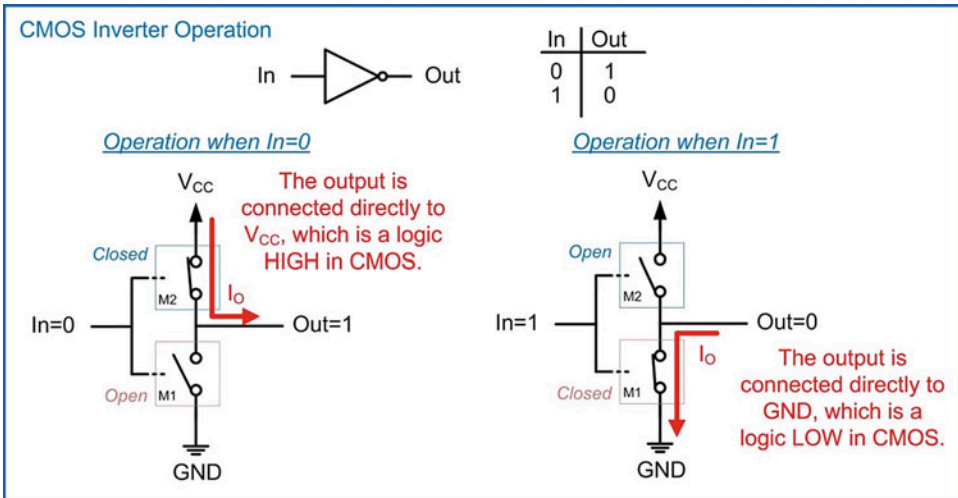 CMOS Inverter Operation
In
Out
In Out
0 1
1 0
Operation when In=0
VCC
The output is
connected directly to
VCC, which is a logic
HIGH in CMOS.
Closed
M2
IO
In=0
Out=1
Open
M1
GND
Operation when In=1
VCC
Open
M2
In=1
Out=0
IO
Closed
M1
The output is
connected directly to
GND, which is a
logic LOW in CMOS.
GND